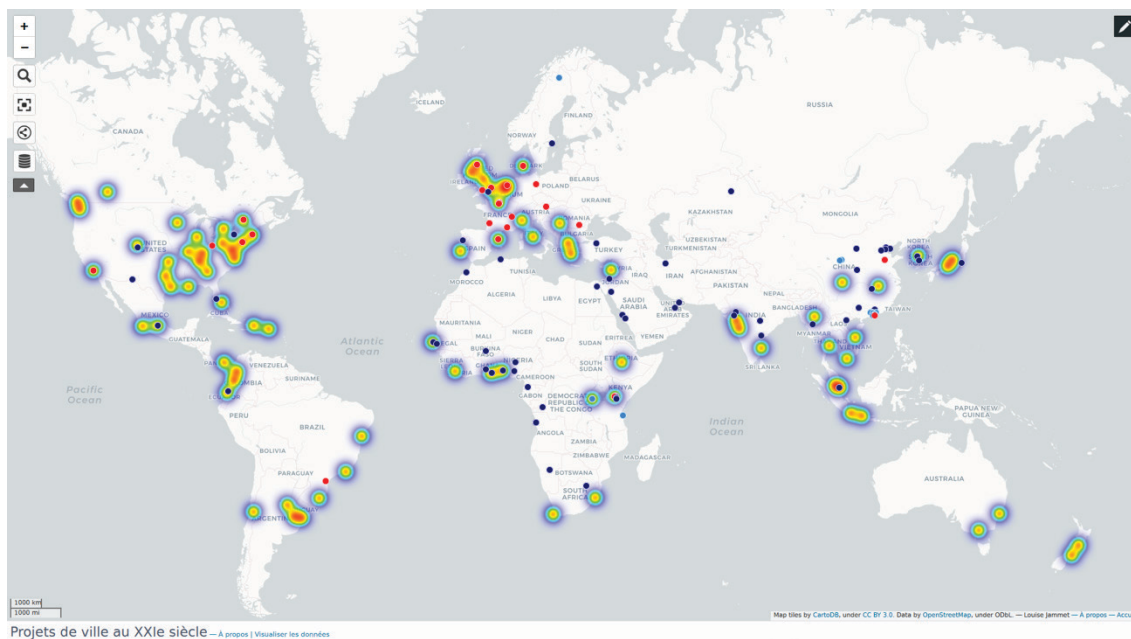 +
−
ICELAND
RUSSIA
FINLAND
NORWAY
CANADA
BELARUS
POLAND
UKRAINE
KAZAKHSTAN
MONGOLIA
UZBEKISTAN
TURKMENISTAN
TURKEY
NORTH
KOREA
CHINA
UNITED
STATES
TUNISIA
MOROCCO
IRAQ
IRAN
AFGHANISTAN
JORDAN
PAKISTAN
NEPAL
ALGERIA
LIBYA
EGYPT
SAUDI
ARABIA
EMIRATES
BANGLADESH
INDIA
TAIWAN
MYANMAR
LAOS
Atlantic
Ocean
MEXICO
CUBA
GUATEMALA
MAURITANIA
MALI
NIGER
CHAD
SUDAN
ERITREA
YEMEN
BURKINA
FASO
NIGERIA
VIETNAM
SRI LANKA
VENEZUELA
SURINAME
SOUTH
SUDAN
CAMEROON
GABON
KENYA
DEMOCRATIC
REPUBLIC
THE CONGO
Pacific
Ocean
PERU
BRAZIL
Indian
Ocean
PAPUA NEW
GUINEA
ANGOLA
ZAMBIA
ZIMBABWE
MADAGASCAR
BOLIVIA
BOTSWANA
PARAGUAY
SOUTH
AFRICA
AUSTRALIA
1000 km
1000 mi
Map tiles by CartoDB, under CC BY 3.0. Data by OpenStreetMap, under ODbL. — Louise Jammet — À propos — Accu
Projets de ville au XXIe siècle — À propos | Visualiser les données